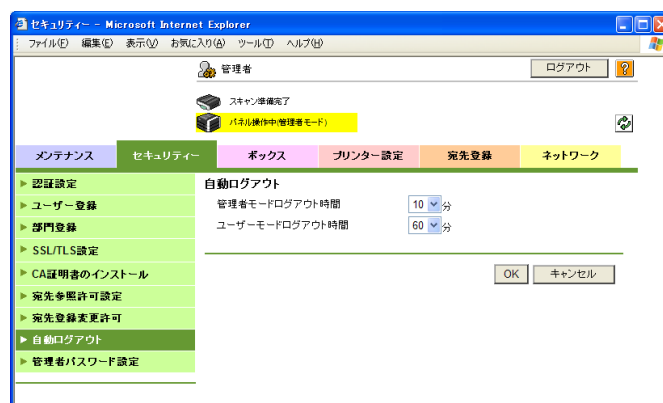 セキュリティー - Microsoft Internet Explorer
ファイル(F) 編集(E) 表示(V) お気に入り(A) ツール(T) ヘルプ(H)
管理者
ログアウト
?
スキャン準備完了
パネル操作中(管理者モード)
メンテナンス セキュリティー ボックス プリンター設定 宛先登録 ネットワーク
認証設定
ユーザー登録
部門登録
SSL/TLS設定
CA証明書のインストール
宛先参照許可設定
宛先登録変更許可
自動ログアウト
管理者パスワード設定
自動ログアウト
管理者モードログアウト時間 10 分
ユーザーモードログアウト時間 60 分
OK キャンセル